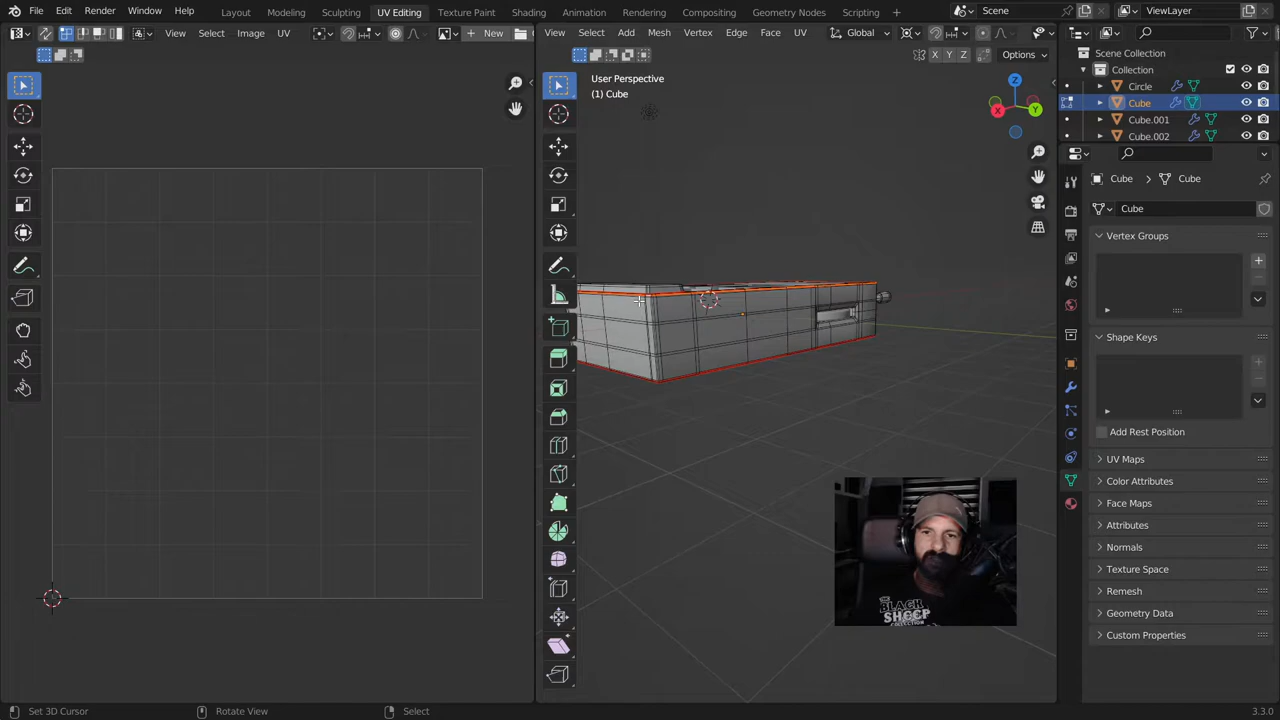 File Edit Render Window Help Layout Modeling Sculpting UV Editing Texture Paint Shading Animation Rendering Compositing Geometry Nodes Scripting Scene ViewLayer
View Select Image UV New View Select Add Mesh Vertex Edge Face UV Global
X Y Z Options
User Perspective
(1) Cube
Z
X Y
Scene Collection
Collection
Circle
Cube
Cube.001
Cube.002
Cube Cube
Cube
Vertex Groups
Shape Keys
Add Rest Position
UV Maps
Color Attributes
Face Maps
Attributes
Normals
Texture Space
Remesh
Geometry Data
Custom Properties
THE
BLACK
SHEEP
COLLECTION
Set 3D Cursor Rotate View Select 3.3.0